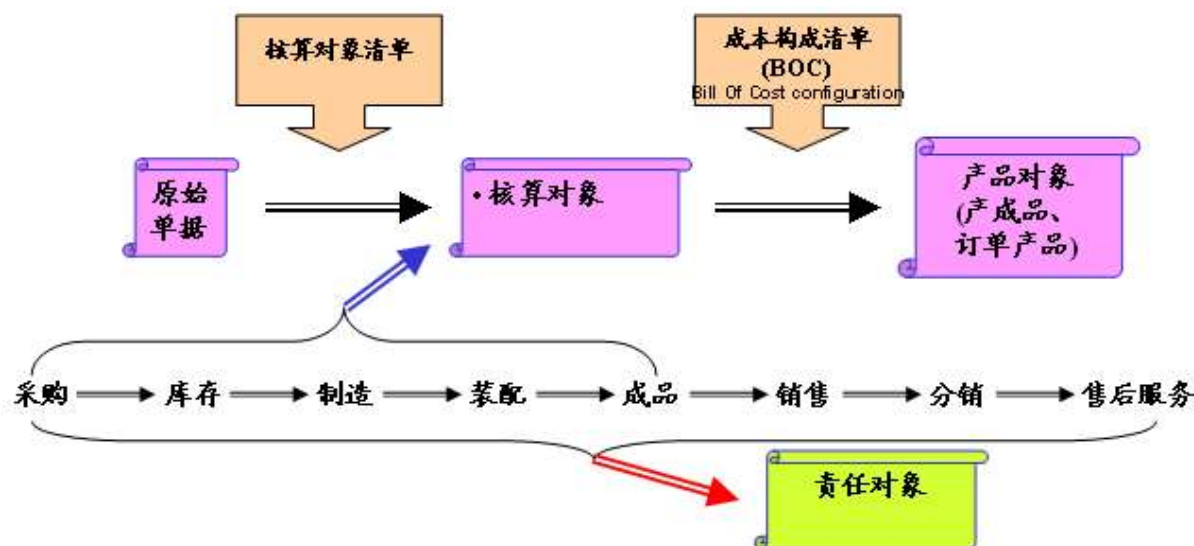 核算对象清单
成本构成清单
(BOC)
Bill Of Cost configuration
原始
单据
•核算对象
产品对象
(产成品、
订单产品)
采购 库存 制造 装配 成品 销售 分销 售后服务
责任对象